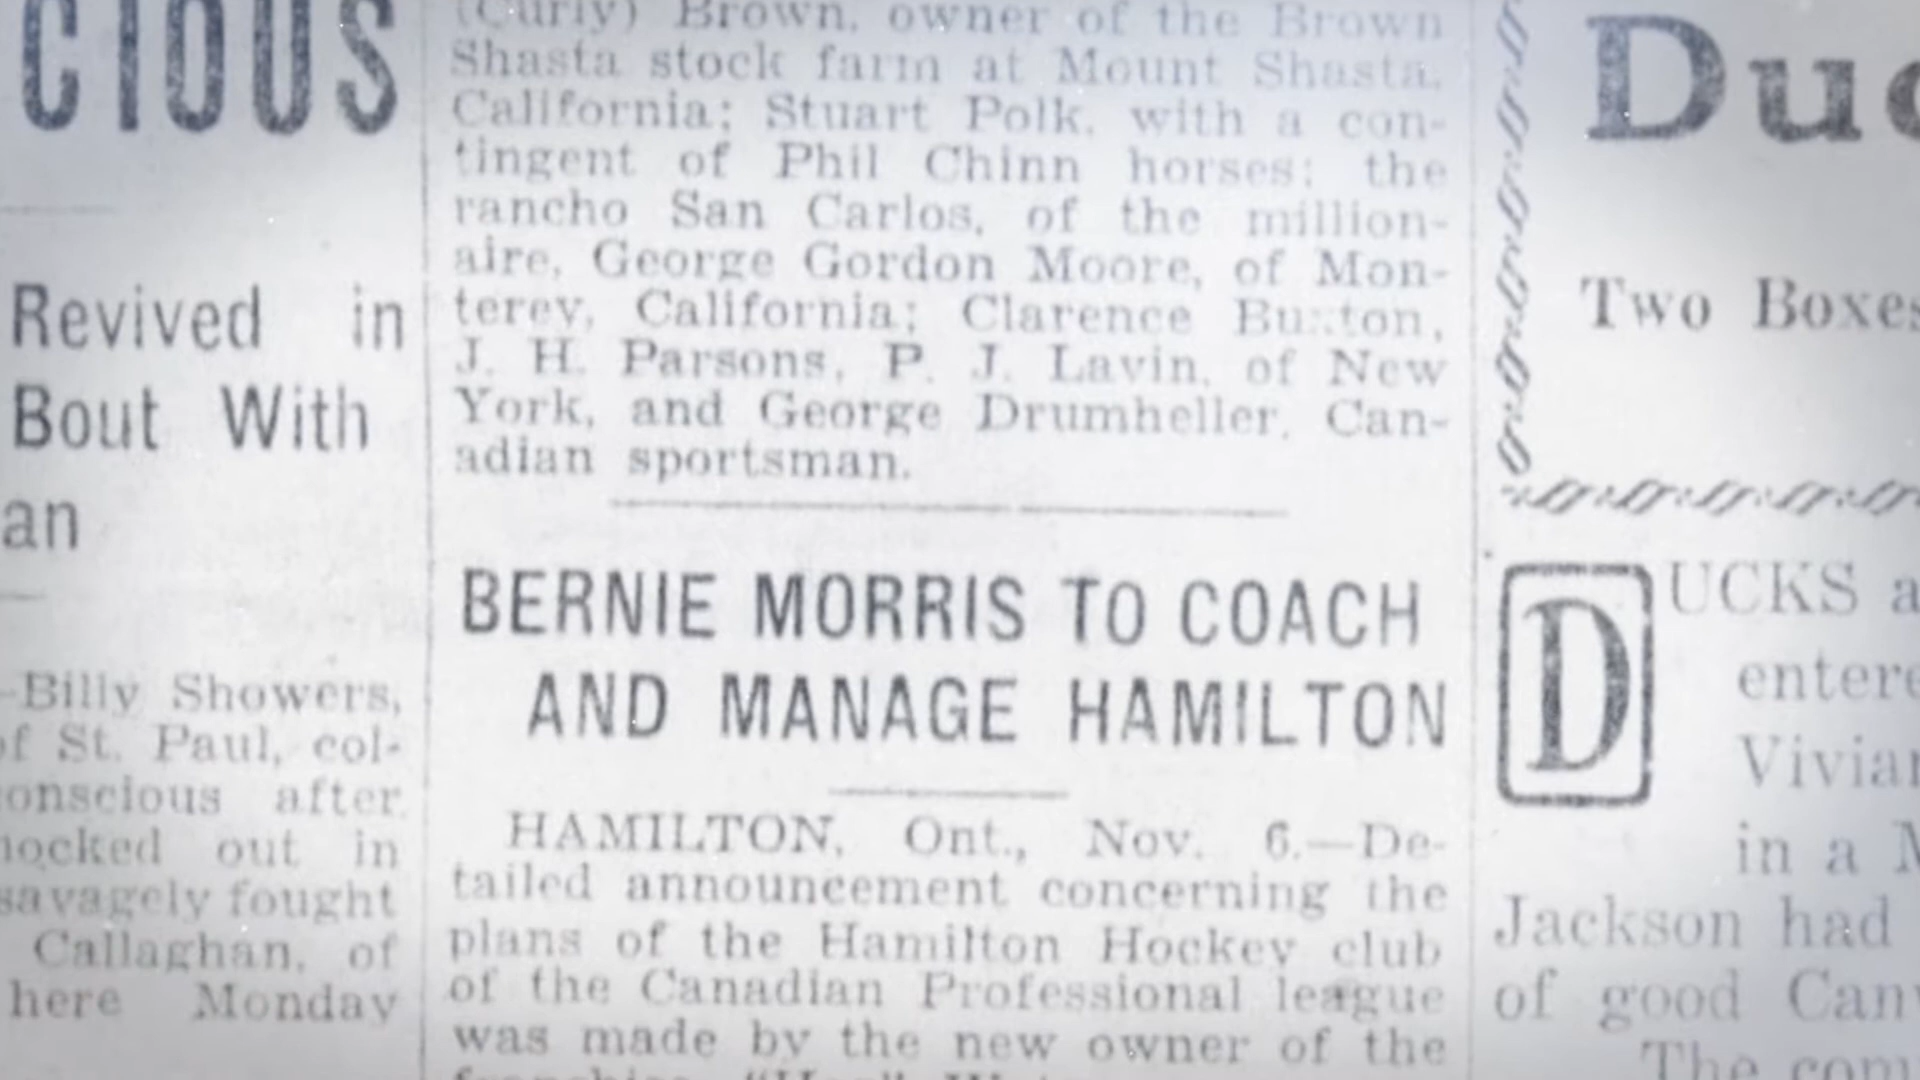 CIOUS
Revived in
Bout With
an
-Billy Showers,
of St. Paul, col-
onscious after
nocked out in
savagely fought
Callaghan, of
here Monday
(Curly) Brown, owner of the Brown
Shasta stock farm at Mount Shasta,
California; Stuart Polk, with a con-
tingent of Phil Chinn horses; the
rancho San Carlos, of the million-
aire, George Gordon Moore, of Mon-
terey, California; Clarence Buxton,
J. H. Parsons, P. J. Lavin, of New
York, and George Drumheller, Can-
adian sportsman.
BERNIE MORRIS TO COACH
AND MANAGE HAMILTON
HAMILTON, Ont., Nov. 6.—De-
tailed announcement concerning the
plans of the Hamilton Hockey club
of the Canadian Professional league
was made by the new owner of the
Duc
Two Boxes
DUCKS a
entere
Vivian
in a M
Jackson had
of good Canv
The com